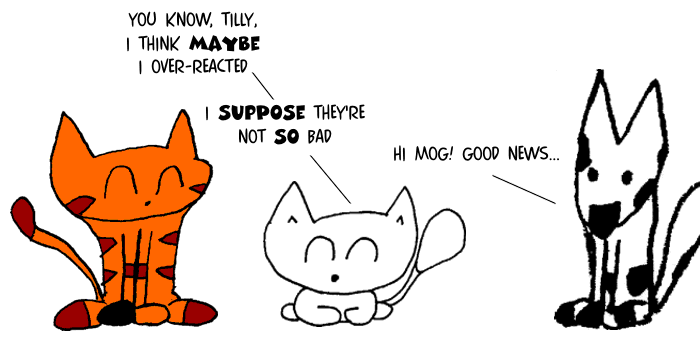 YOU KNOW, TILLY,
I THINK MAYBE
I OVER-REACTED
I SUPPOSE THEY'RE
NOT SO BAD
HI MOG! GOOD NEWS...